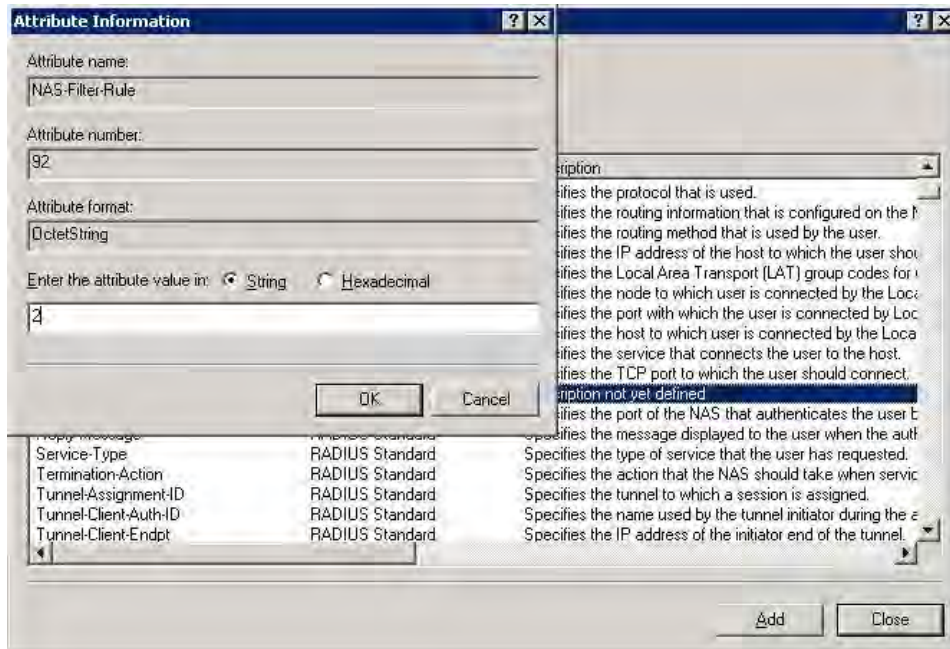 Attribute Information
Attribute name:
NAS-Filter-Rule
Attribute number:
92
Attribute format:
OctetString
Enter the attribute value in: String Hexadecimal
2
OK Cancel
ription
ifies the protocol that is used.
ifies the routing information that is configured on the N
ifies the routing method that is used by the user.
ifies the IP address of the host to which the user shou
ifies the Local Area Transport (LAT) group codes for
ifies the node to which user is connected by the Loca
ifies the port with which the user is connected by Loc
ifies the host to which user is connected by the Loca
ifies the service that connects the user to the host.
ifies the TCP port to which the user should connect.
ription not yet defined
ifies the port of the NAS that authenticates the user b
Specifies the message displayed to the user when the auth
Service-Type RADIUS Standard Specifies the type of service that the user has requested.
Termination-Action RADIUS Standard Specifies the action that the NAS should take when servic
Tunnel-Assignment-ID RADIUS Standard Specifies the tunnel to which a session is assigned.
Tunnel-Client-Auth-ID RADIUS Standard Specifies the name used by the tunnel initiator during the a
Tunnel-Client-Endpt RADIUS Standard Specifies the IP address of the initiator end of the tunnel.
Add Close